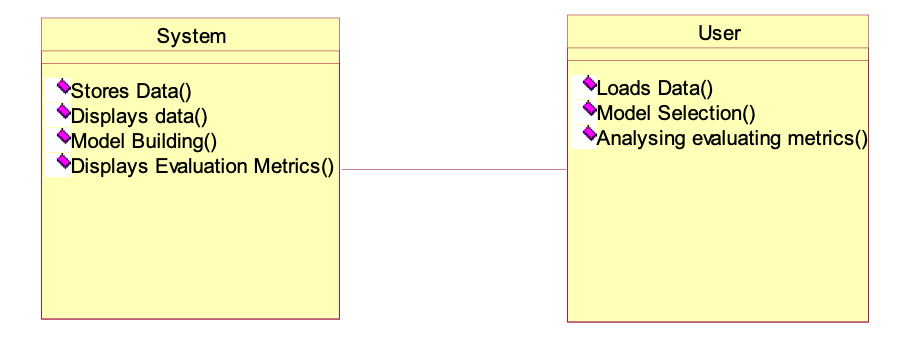 System
Stores Data()
Displays data()
Model Building()
Displays Evaluation Metrics()
User
Loads Data()
Model Selection()
Analysing evaluating metrics()